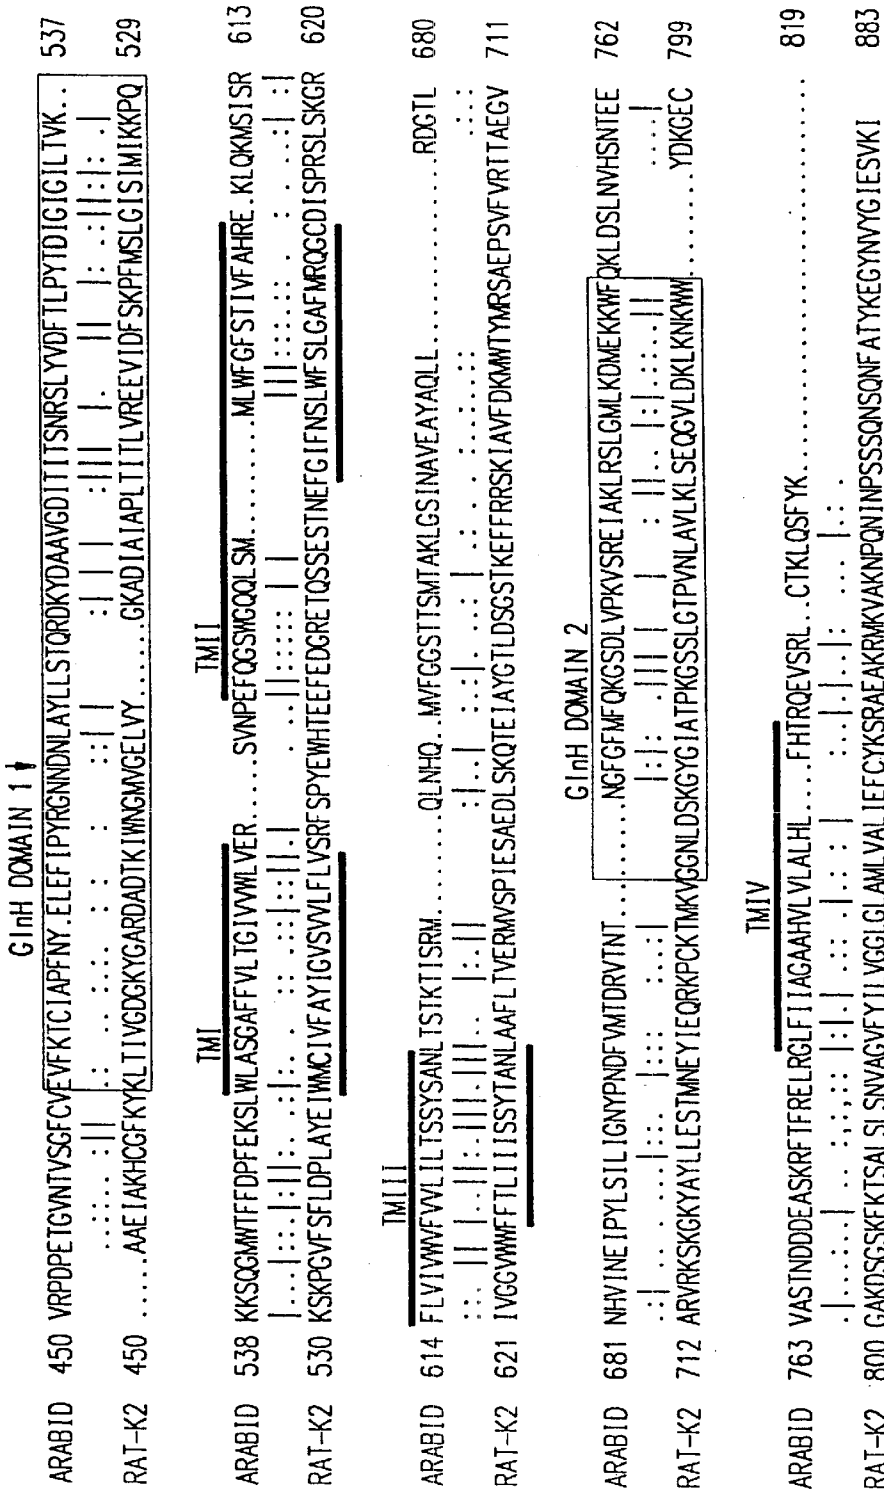 GlnH DOMAIN 1
ARABID 450 VRPDPETGVNTVSGFCVEVFKTCIAPFNY.ELEFIPYRGNNDNLAYLLSTQRDKYDAAVGDITITSNRSLYVDFTLPYTDIGIGILTVK.. 537
RAT-K2 450 .....AAEIAKHCGFKYKLTIVGDGKYGARDADTKIWNGMVGELVY......GKADIAIAPLTITLVREEVIDFSKPFMSLGISIMIKKPQ 529
TMI TMII
ARABID 538 KKSQGMWTFFDPFEKSLWLASGAFFVLTGIVVWLVER.....SVNPEFQGSWGQQLSM.........MLWFGFSTIVFAHRE.KLQKMSISR 613
RAT-K2 530 KSKPGVFSFLDPLAYEIWMCIVFAYIGVSVVLFLVSRFSPYEWHTEEFEDGRETQSSESTNEFGIFNSLWFSLGAFMRQGCDISPRSLSKGR 620
TMIII
ARABID 614 FLVIVWVFVVLILTSSYSANLTSTKTISRM........QLNHQ..MVFGGSTTSMTAKLGSINAVEAYAQLL..................RDGTL 680
RAT-K2 621 IVGGVWWFFTLIIISSYTANLAAFLTVERMVSPIESAEDLSKQTEIAYGTLDSGSTKEFFRRSKIAVFDKMWTYMRSAEPSVFVRTTAEGV 711
GlnH DOMAIN 2
ARABID 681 NHVINEIPYLSILIGNYPNDFVMTDRVTNT.........NGFGFMFQKGSDLVPKVSREIAKLRSLGMLKDMEKKWFQKLDSLNVHSNTEE 762
RAT-K2 712 ARVRKSKGKYAYLLESTMNEYIEQRKPCKTMKVGGNLDSKGYGIATPKGSSLGTPVNLAVLKLSEQGVLDKLKNKWW.........YDKGEC 799
TMIV
ARABID 763 VASTNDDDEASKRFTFRELRGLFIIAGAAHVLVLALHL....FHTRQEVSRL..CTKLQSFYK............................ 819
RAT-K2 800 GAKDSGSKFKTSALSLSNVAGVFYILVGGLGLAMLVALIEFCYKSRAEAKRMKVAKNPQNINPSSSQNSQNFATYKEGYNVYGIESVKI 883